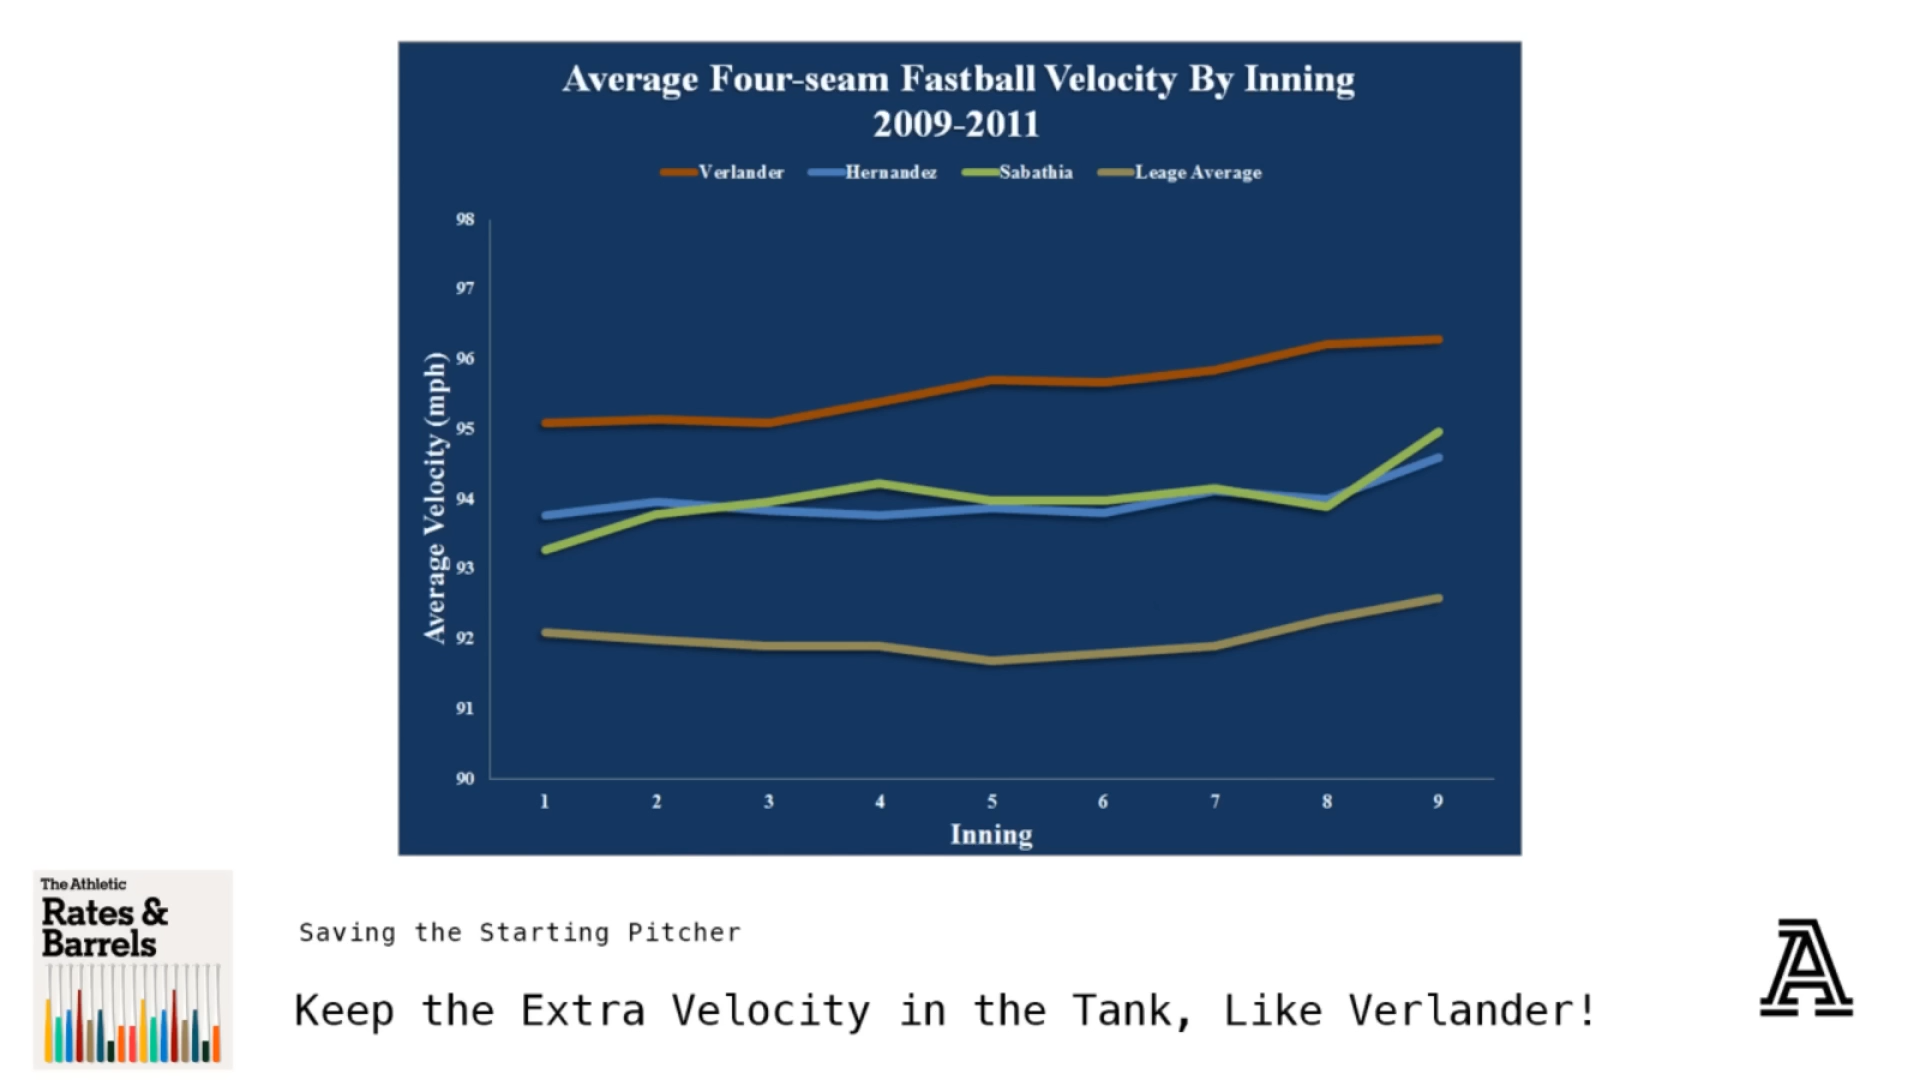 Average Four-seam Fastball Velocity By Inning
2009-2011
Verlander Hernandez Sabathia Leage Average
98
97
96
95
94
93
92
91
90
Average Velocity (mph)
1 2 3 4 5 6 7 8 9
Inning
The Athletic
Rates &
Barrels
Saving the Starting Pitcher
Keep the Extra Velocity in the Tank, Like Verlander!
A